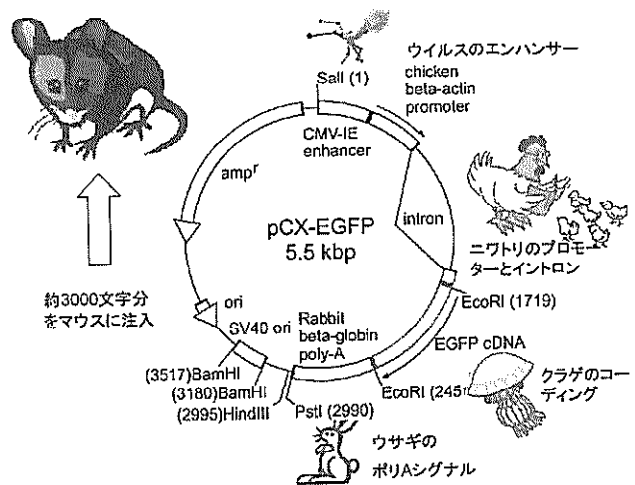 ウイルスのエンハンサー
SalI (1)
chicken
beta-actin
promoter
CMV-IE
enhancer
amp^r
intron
pCX-EGFP
5.5 kbp
ニワトリのプロモー
ターとイントロン
約3000文字分
をマウスに注入
EcoRI (1719)
ori
SV40 ori
Rabbit
beta-globin
poly-A
EGFP cDNA
(3517)BamHI
(3180)BamHI
(2995)HindIII
PstI (2990)
EcoRI
クラゲのコー
ディング
ウサギの
ポリAシグナル